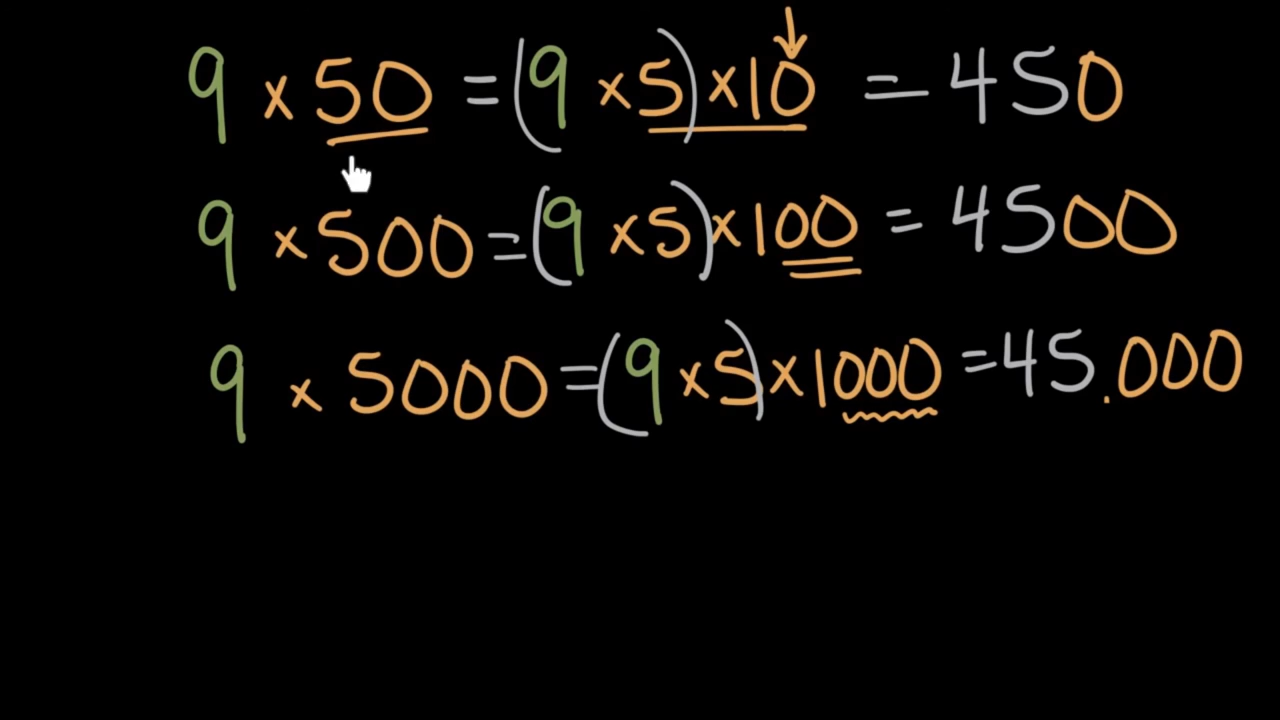 9 × 50 = (9 × 5) × 10 = 450
9 × 500 = (9 × 5) × 100 = 4500
9 × 5000 = (9 × 5) × 1000 = 45.000